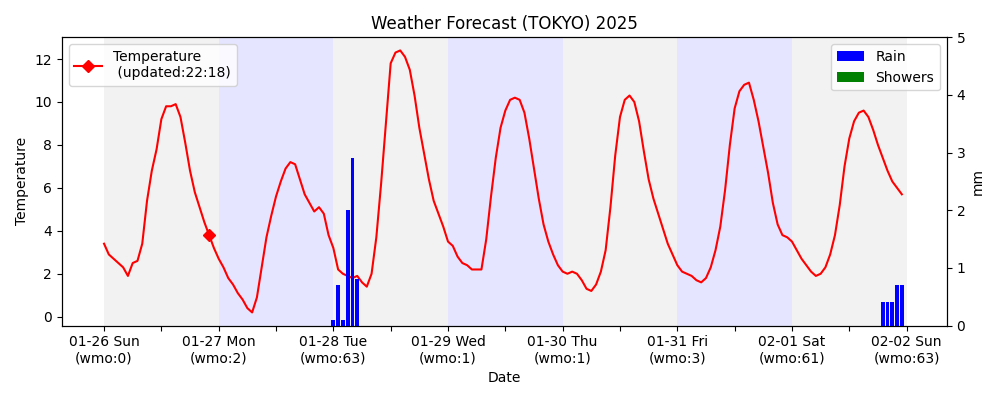 Weather Forecast (TOKYO) 2025
Temperature
(updated:22:18)
Rain
Showers
Temperature
12
10
8
6
4
2
0
5
4
3
2
1
0
mm
01-26 Sun
(wmo:0)
01-27 Mon
(wmo:2)
01-28 Tue
(wmo:63)
01-29 Wed
(wmo:1)
01-30 Thu
(wmo:1)
01-31 Fri
(wmo:3)
02-01 Sat
(wmo:61)
02-02 Sun
(wmo:63)
Date